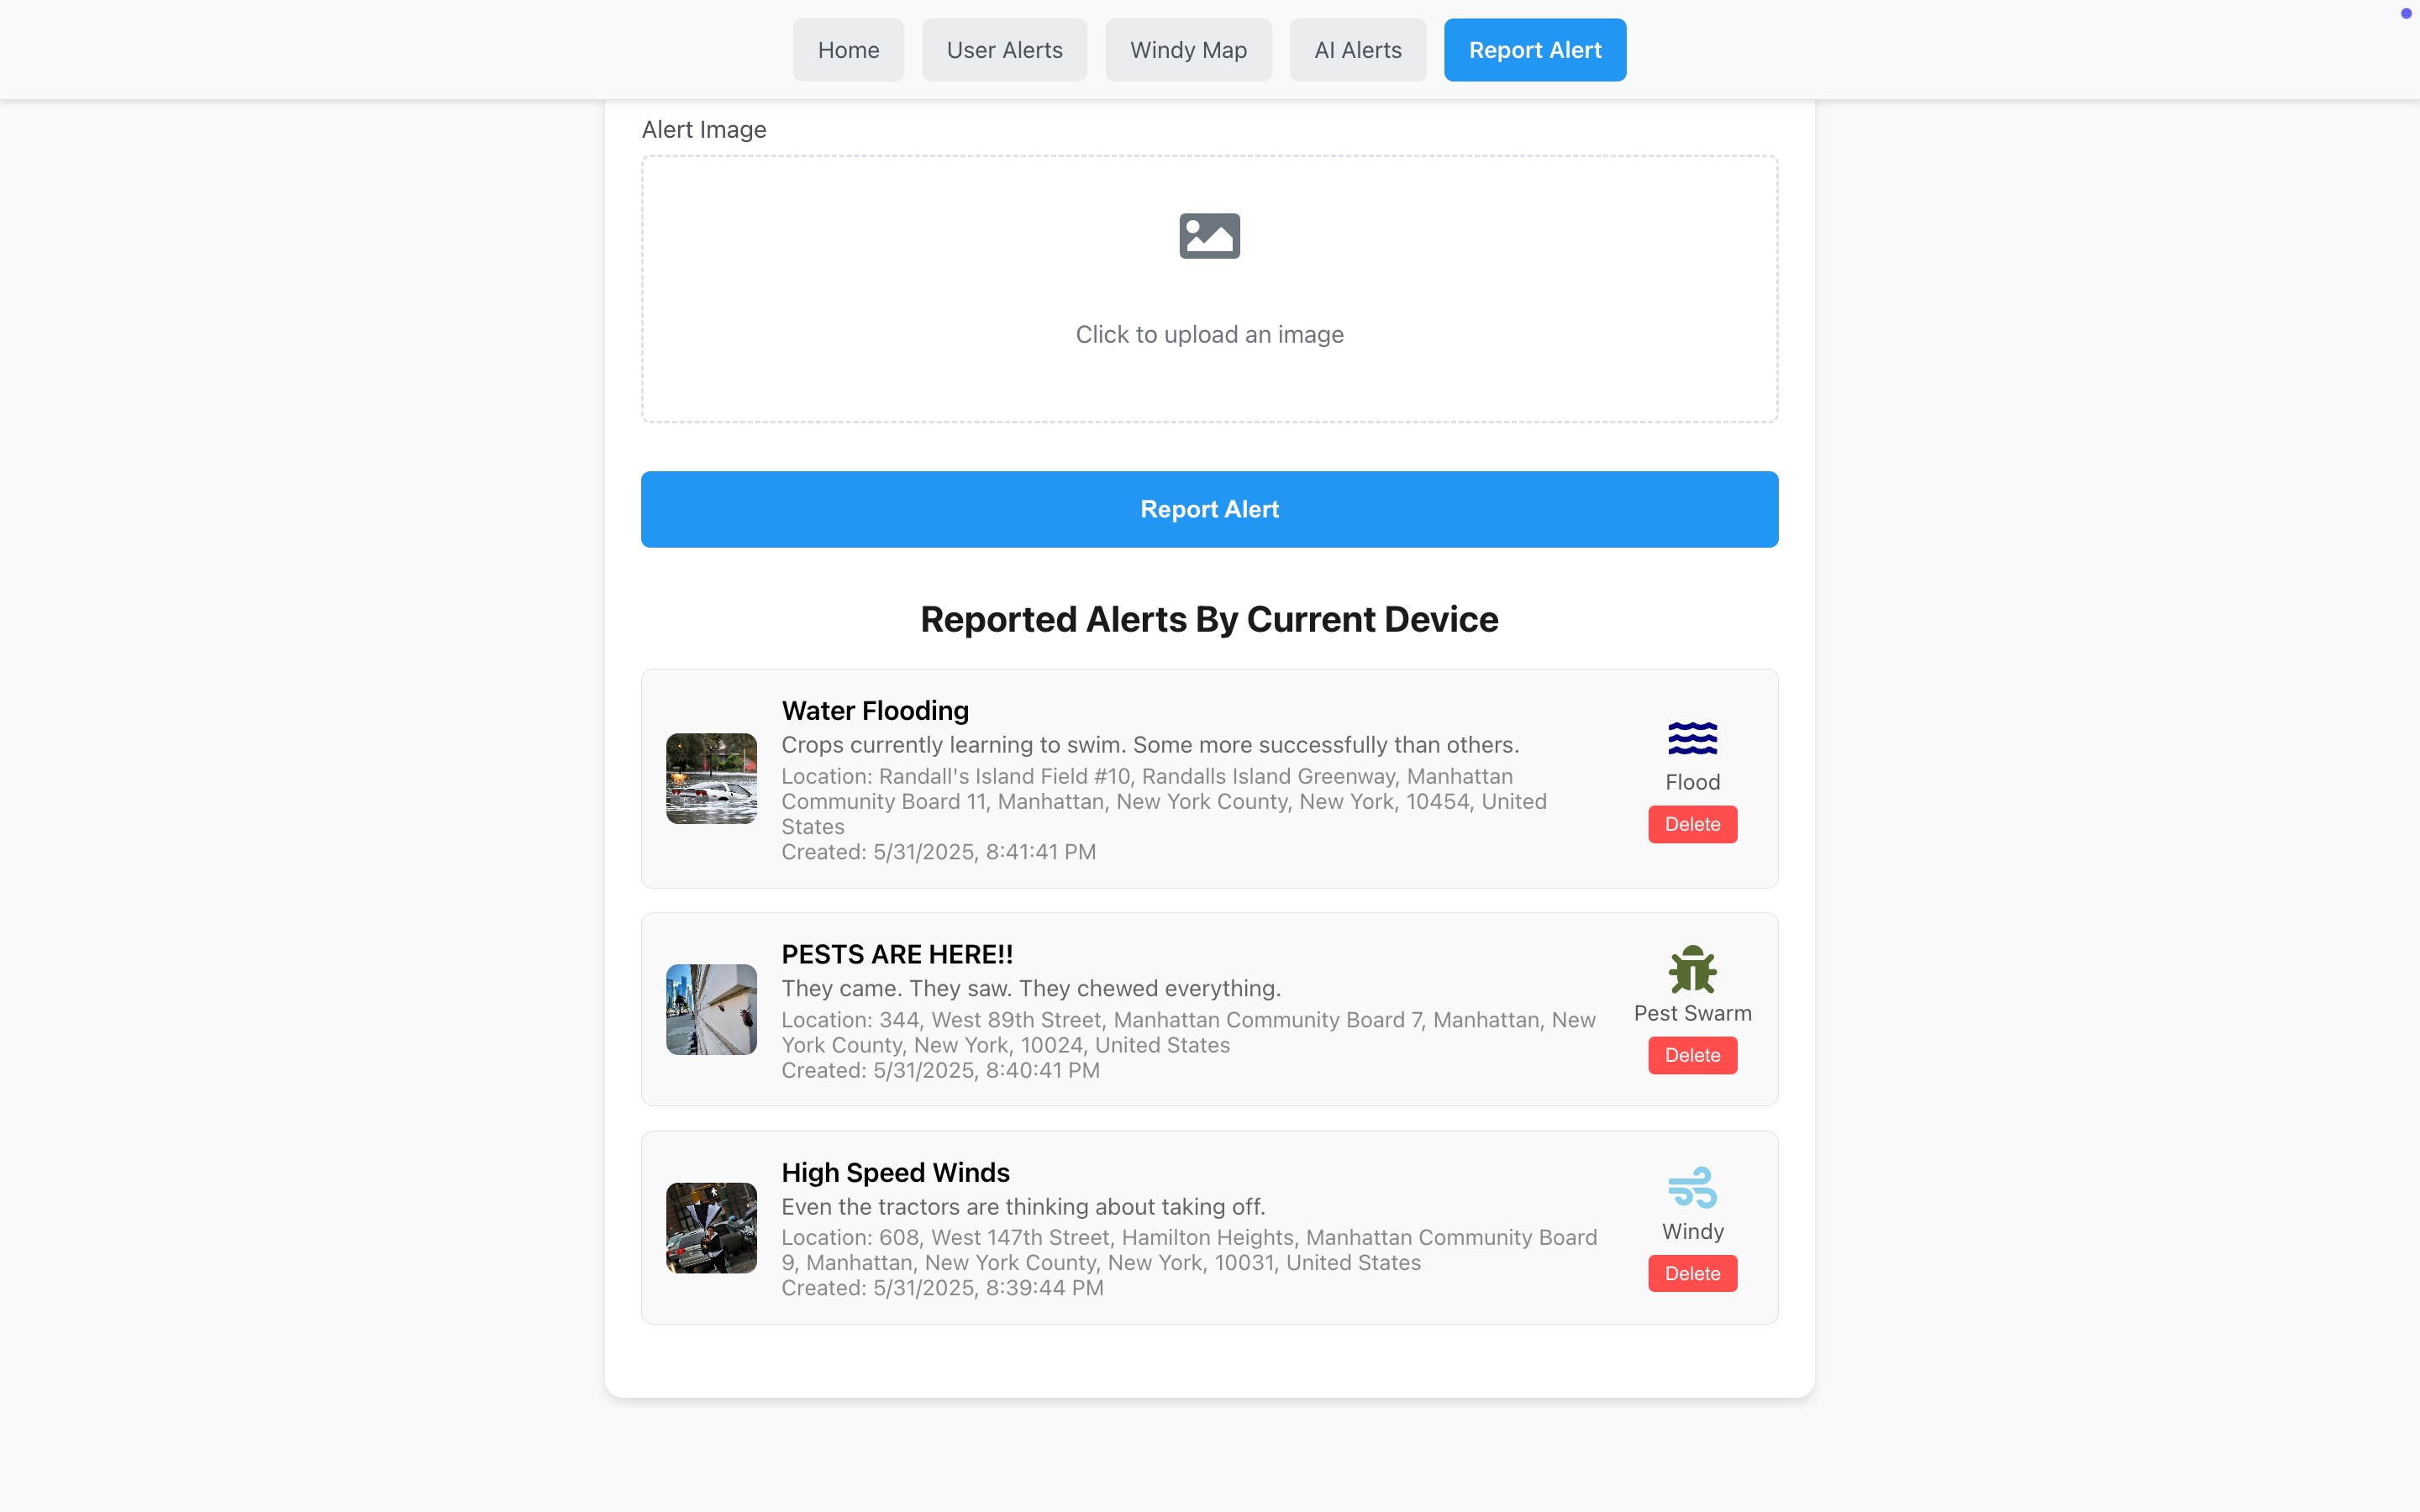 Home
User Alerts
Windy Map
AI Alerts
Report Alert
Alert Image
Click to upload an image
Report Alert
Reported Alerts By Current Device
Water Flooding
Crops currently learning to swim. Some more successfully than others.
Location: Randall's Island Field #10, Randalls Island Greenway, Manhattan
Community Board 11, Manhattan, New York County, New York, 10454, United
States
Created: 5/31/2025, 8:41:41 PM
Flood
Delete
PESTS ARE HERE!!
They came. They saw. They chewed everything.
Location: 344, West 89th Street, Manhattan Community Board 7, Manhattan, New
York County, New York, 10024, United States
Created: 5/31/2025, 8:40:41 PM
Pest Swarm
Delete
High Speed Winds
Even the tractors are thinking about taking off.
Location: 608, West 147th Street, Hamilton Heights, Manhattan Community Board
9, Manhattan, New York County, New York, 10031, United States
Created: 5/31/2025, 8:39:44 PM
Windy
Delete